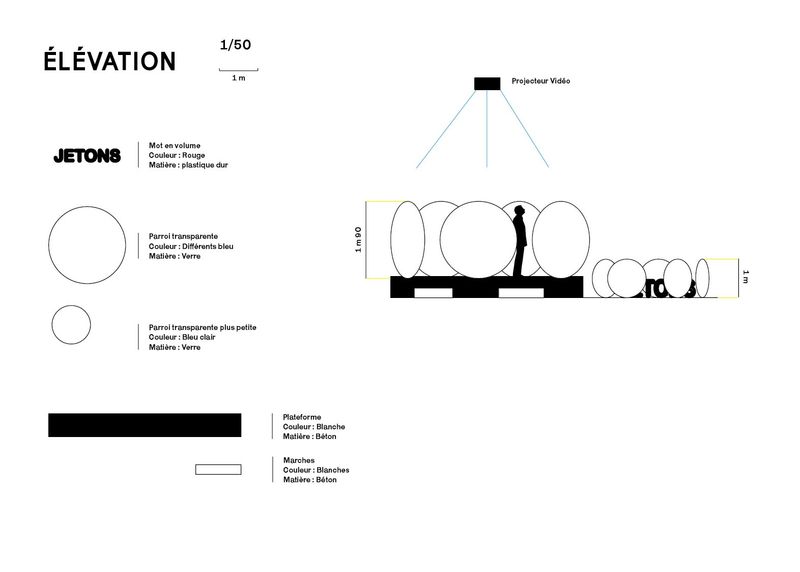 ÉLÉVATION
1/50
1 m
Projecteur Vidéo
JETONS
Mot en volume
Couleur : Rouge
Matière : plastique dur
Parroi transparente
Couleur : Différents bleu
Matière : Verre
1 m 90
1 m
TONS
Parroi transparente plus petite
Couleur : Bleu clair
Matière : Verre
Plateforme
Couleur : Blanche
Matière : Béton
Marches
Couleur : Blanches
Matière : Béton